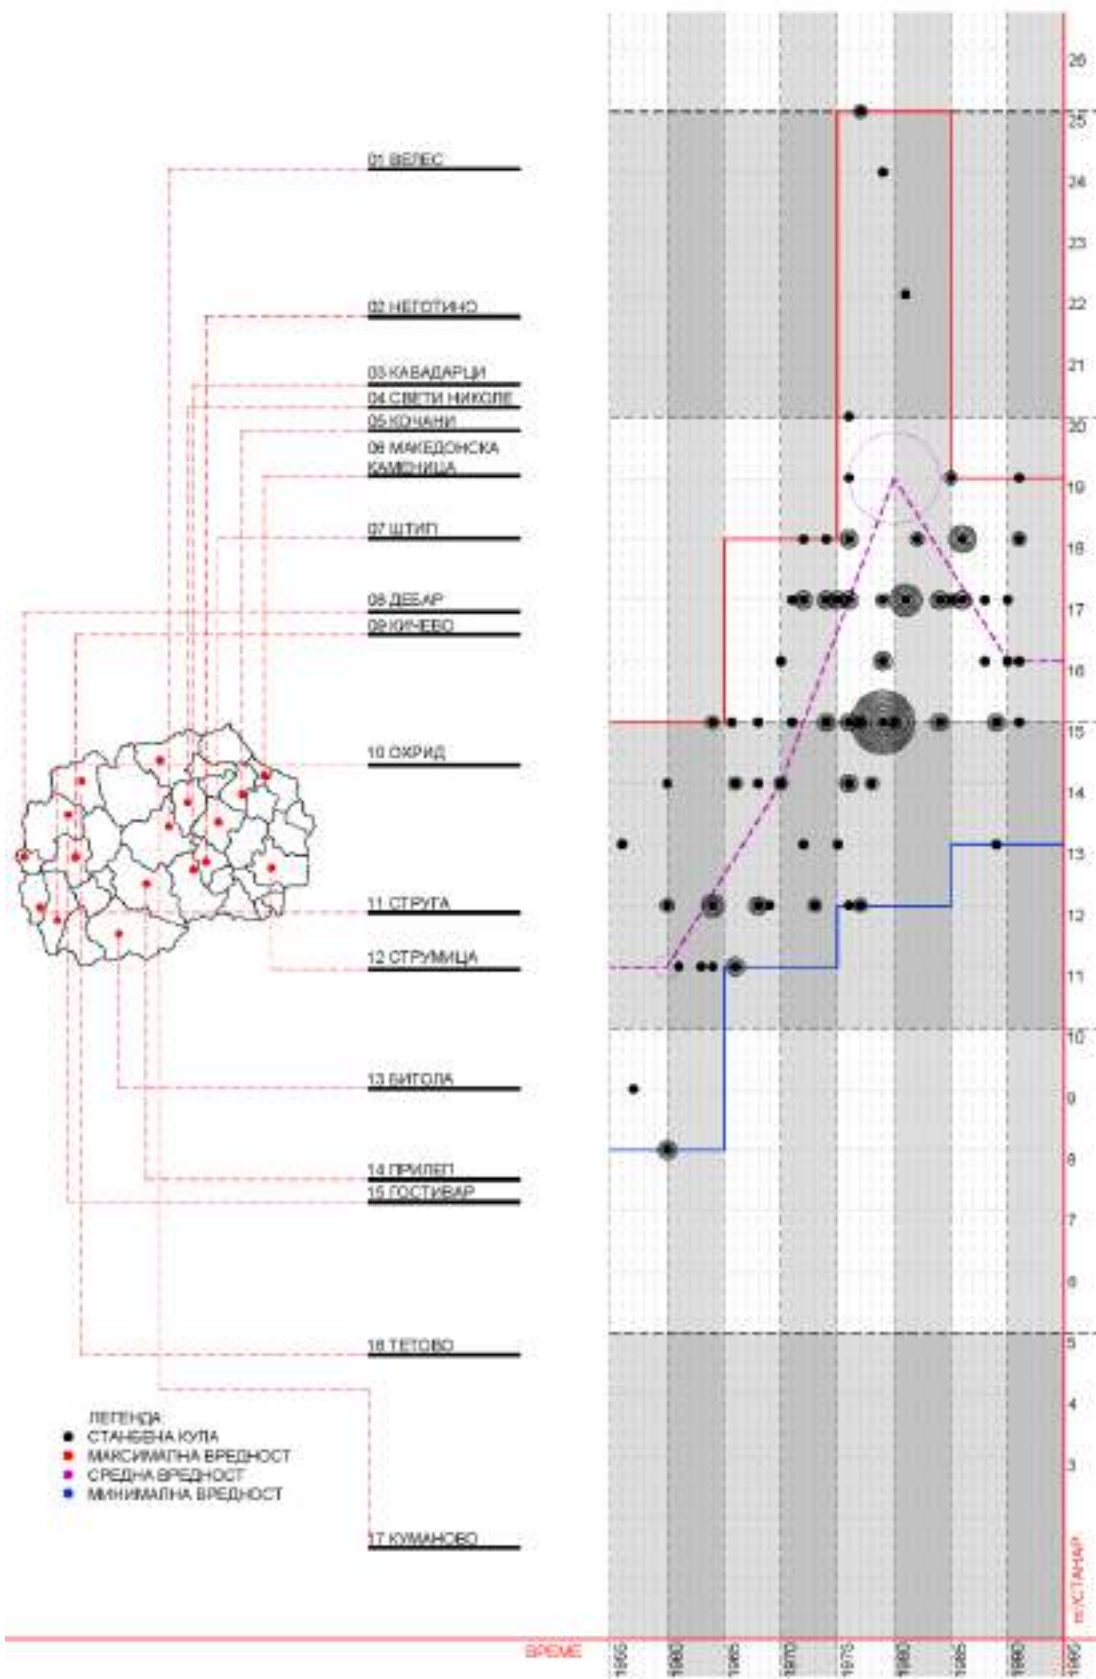 01 ВЕЛЕС
02 НЕГОТИНО
03 КАВАДАРЦИ
04 СВЕТИ НИКОЛЕ
05 КОЧАНИ
06 МАКЕДОНСКА
КАМЕНИЦА
07 ШТИП
08 ДЕБАР
09 КИЧЕВО
10 ОХРИД
11 СТРУГА
12 СТРУМИЦА
13 БИТОЛА
14 ПРИЛЕП
15 ГОСТИВАР
16 ТЕТОВО
17 КУМАНОВО
ЛЕГЕНДА
СТАНБЕНА КУЛА
МАКСИМАЛНА ВРЕДНОСТ
СРЕДНА ВРЕДНОСТ
МИНИМАЛНА ВРЕДНОСТ
26
25
24
23
22
21
20
19
18
17
16
15
14
13
12
11
10
9
8
7
6
5
4
3
m²/СТАНАР
ВРЕМЕ
1955
1960
1965
1970
1975
1980
1985
1990
1995